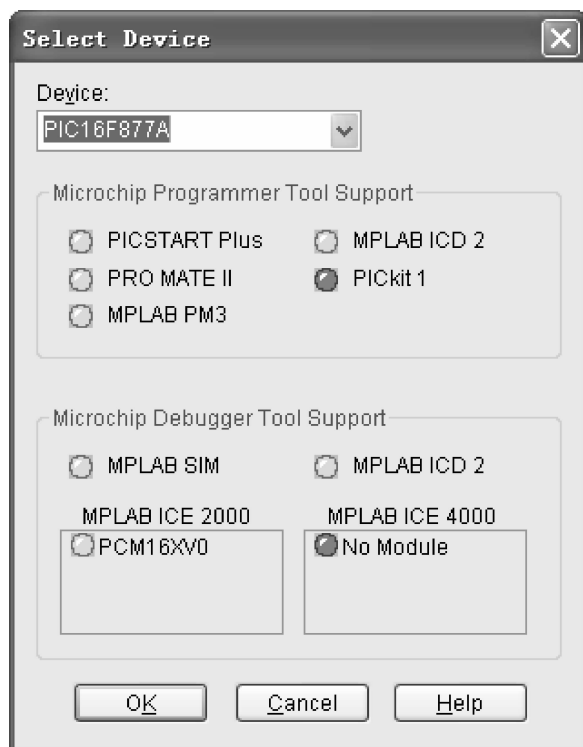 Select Device
Device:
PIC16F877A
Microchip Programmer Tool Support
PICSTART Plus
MPLAB ICD 2
PRO MATE II
PICkit 1
MPLAB PM3
Microchip Debugger Tool Support
MPLAB SIM
MPLAB ICD 2
MPLAB ICE 2000
MPLAB ICE 4000
PCM16XV0
No Module
OK
Cancel
Help